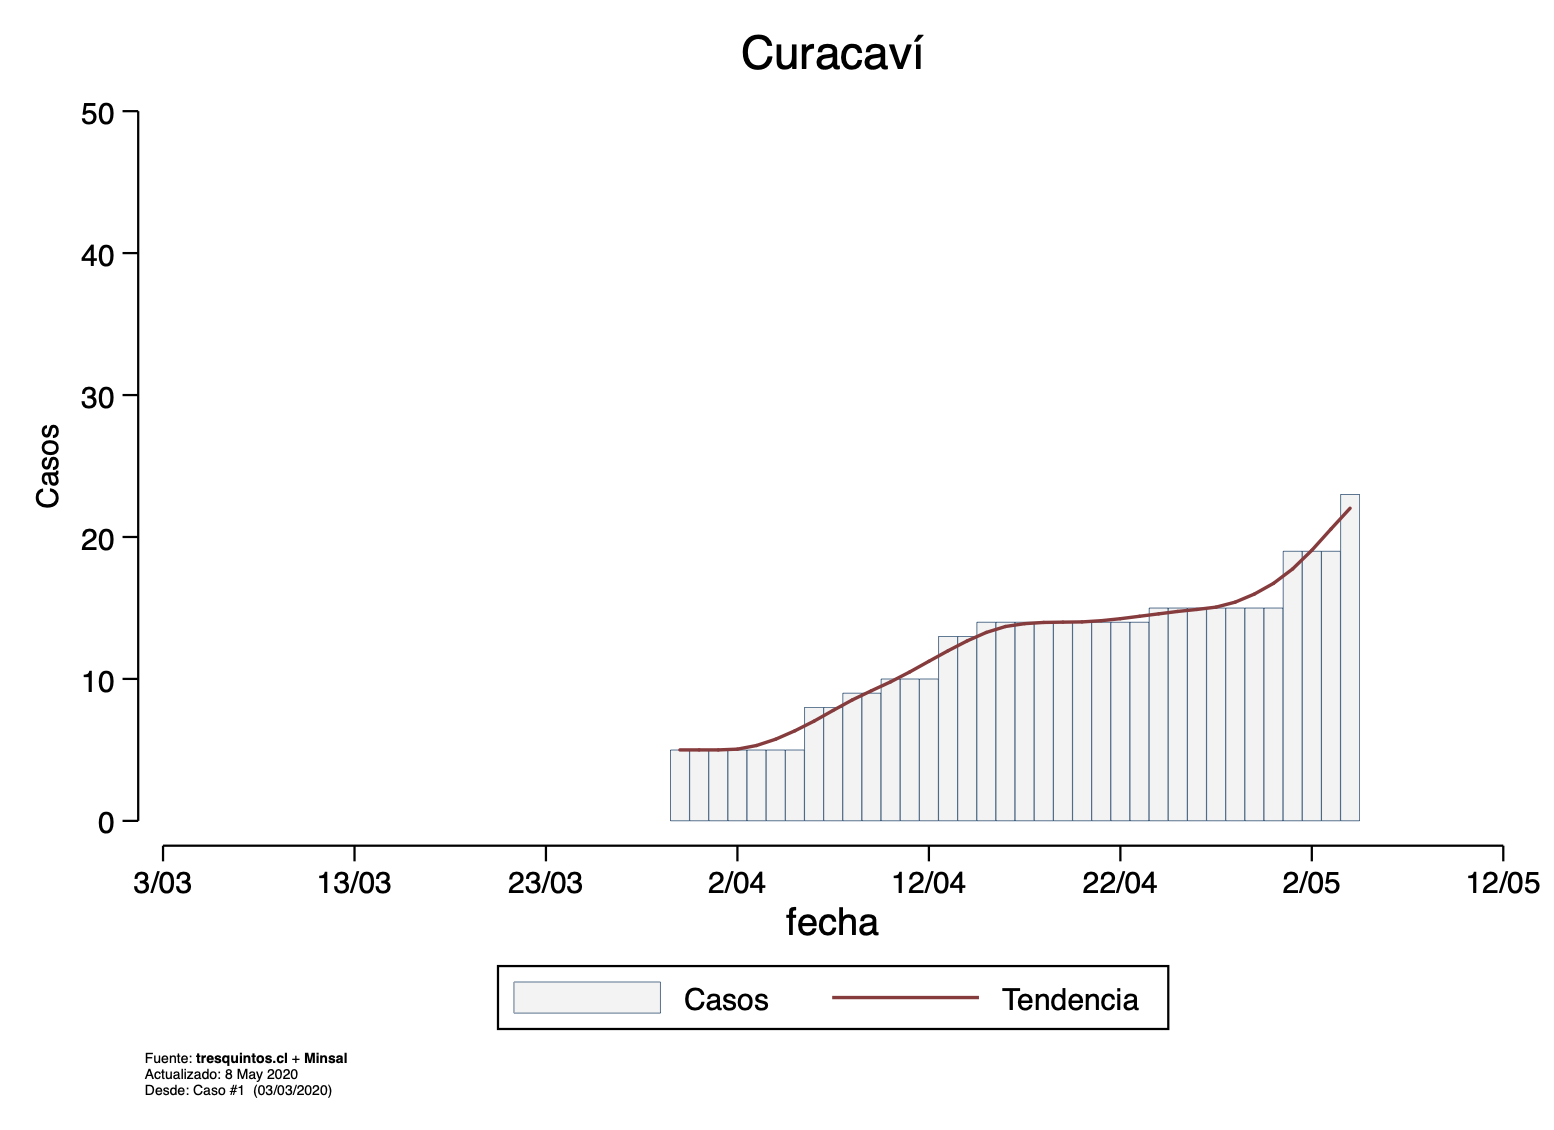 Curacaví
50
40
30
20
10
0
Casos
3/03 13/03 23/03 2/04 12/04 22/04 2/05 12/05
fecha
Casos Tendencia
Fuente: tresquintos.cl + Minsal
Actualizado: 8 May 2020
Desde: Caso #1 (03/03/2020)